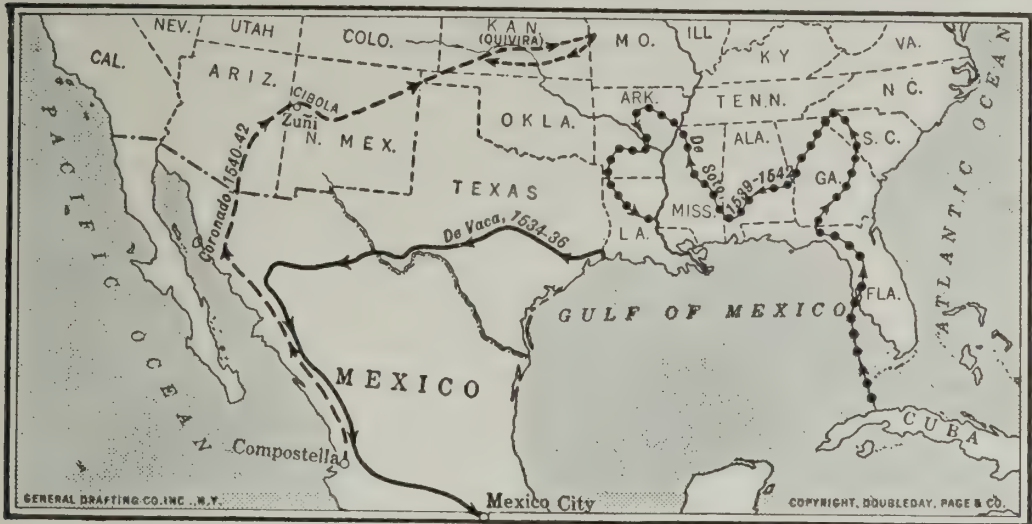 NEV.
UTAH
COLO.
KAN.
(QUIVIRA)
MO.
ILL
KY
VA.
CAL.
ARIZ.
CIBOLA
Zuñi
N. MEX.
OKLA.
ARK.
TENN.
N C.
S. C.
ALA.
GA.
MISS.
TEXAS
LA.
FLA.
Coronado, 1540-42
De Vaca, 1534-36
De Soto, 1539-1542
PACIFIC OCEAN
GULF OF MEXICO
ATLANTIC OCEAN
MEXICO
CUBA
Compostella
Mexico City
GENERAL DRAFTING CO. INC., N.Y.
COPYRIGHT, DOUBLEDAY, PAGE & CO.